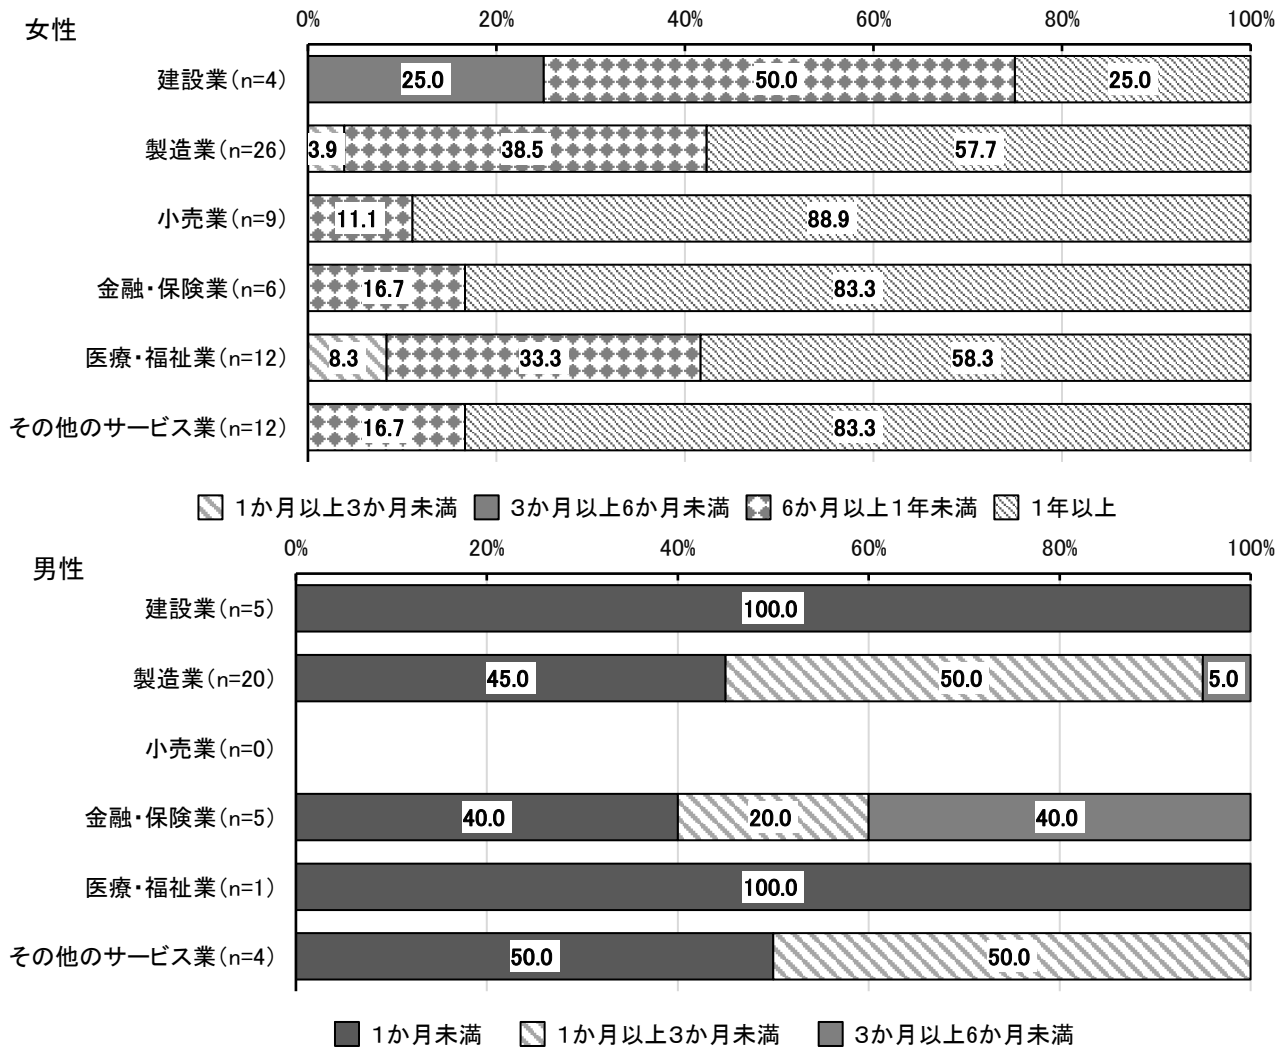 女性
0% 20% 40% 60% 80% 100%
建設業(n=4) 25.0 50.0 25.0
製造業(n=26) 3.9 38.5 57.7
小売業(n=9) 11.1 88.9
金融・保険業(n=6) 16.7 83.3
医療・福祉業(n=12) 8.3 33.3 58.3
その他のサービス業(n=12) 16.7 83.3
1か月以上3か月未満 3か月以上6か月未満 6か月以上1年未満 1年以上
男性
0% 20% 40% 60% 80% 100%
建設業(n=5) 100.0
製造業(n=20) 45.0 50.0 5.0
小売業(n=0)
金融・保険業(n=5) 40.0 20.0 40.0
医療・福祉業(n=1) 100.0
その他のサービス業(n=4) 50.0 50.0
1か月未満 1か月以上3か月未満 3か月以上6か月未満